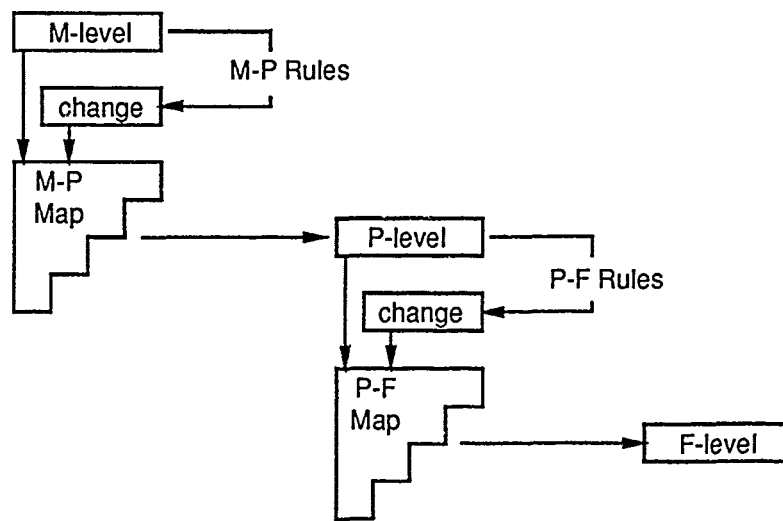 M-level
M-P Rules
change
M-P
Map
P-level
P-F Rules
change
P-F
Map
F-level